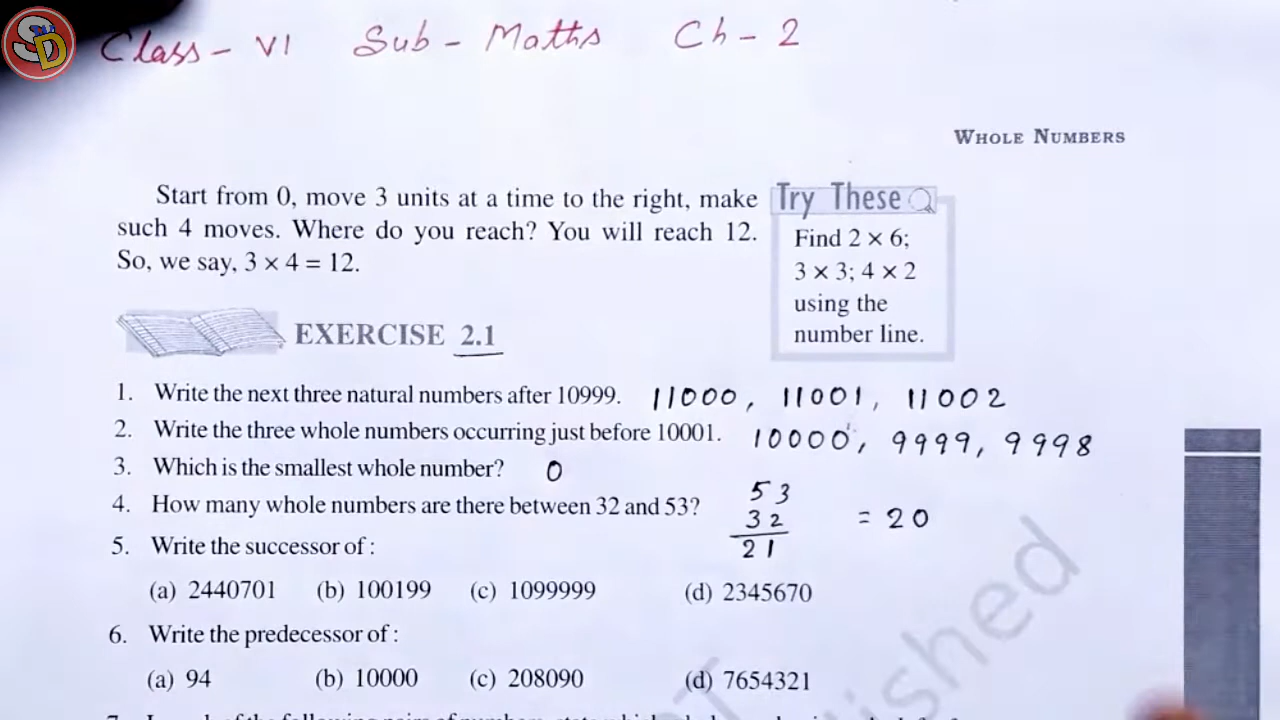 SD
Class - VI Sub - Maths Ch - 2
WHOLE NUMBERS
Start from 0, move 3 units at a time to the right, make
such 4 moves. Where do you reach? You will reach 12.
So, we say, 3 × 4 = 12.
Try These
Find 2 × 6;
3 × 3; 4 × 2
using the
number line.
EXERCISE 2.1
1. Write the next three natural numbers after 10999. 11000, 11001, 11002
2. Write the three whole numbers occurring just before 10001. 10000, 9999, 9998
3. Which is the smallest whole number? 0
4. How many whole numbers are there between 32 and 53?
53
32
21
= 20
5. Write the successor of :
(a) 2440701 (b) 100199 (c) 1099999 (d) 2345670
6. Write the predecessor of :
(a) 94 (b) 10000 (c) 208090 (d) 7654321